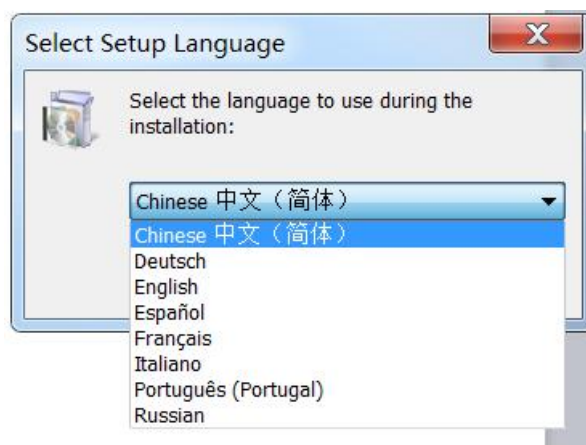 Select Setup Language
X
Select the language to use during the
installation:
Chinese 中文（简体）
Chinese 中文（简体）
Deutsch
English
Español
Français
Italiano
Português (Portugal)
Russian